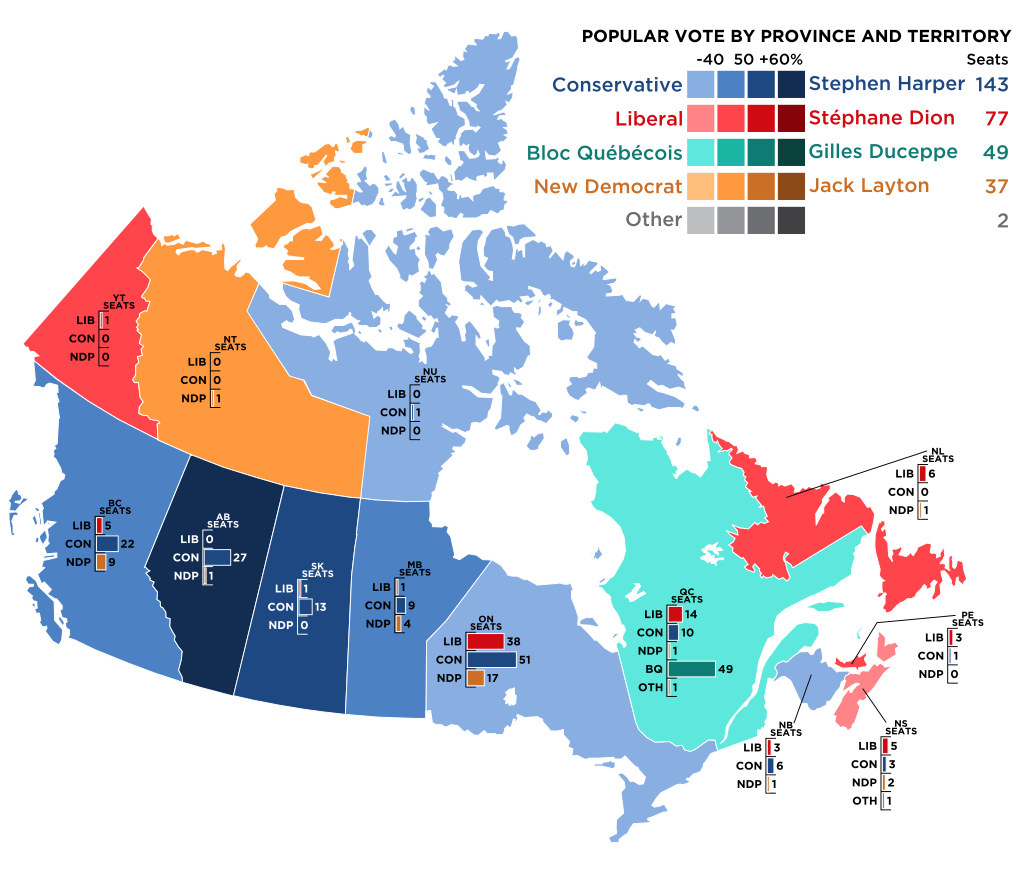 POPULAR VOTE BY PROVINCE AND TERRITORY
-40 50 +60% Seats
Conservative Stephen Harper 143
Liberal Stéphane Dion 77
Bloc Québécois Gilles Duceppe 49
New Democrat Jack Layton 37
Other 2
YT
SEATS
LIB 1
CON 0
NDP 0
NT
SEATS
LIB 0
CON 0
NDP 1
NU
SEATS
LIB 0
CON 1
NDP 0
NL
SEATS
LIB 6
CON 0
NDP 1
BC
SEATS
LIB 5
CON 22
NDP 9
AB
SEATS
LIB 0
CON 27
NDP 1
SK
SEATS
LIB 1
CON 13
NDP 0
MB
SEATS
LIB 1
CON 9
NDP 4
ON
SEATS
LIB 38
CON 51
NDP 17
QC
SEATS
LIB 14
CON 10
NDP 1
BQ 49
OTH 1
PE
SEATS
LIB 3
CON 1
NDP 0
NB
SEATS
LIB 3
CON 6
NDP 1
NS
SEATS
LIB 5
CON 3
NDP 2
OTH 1